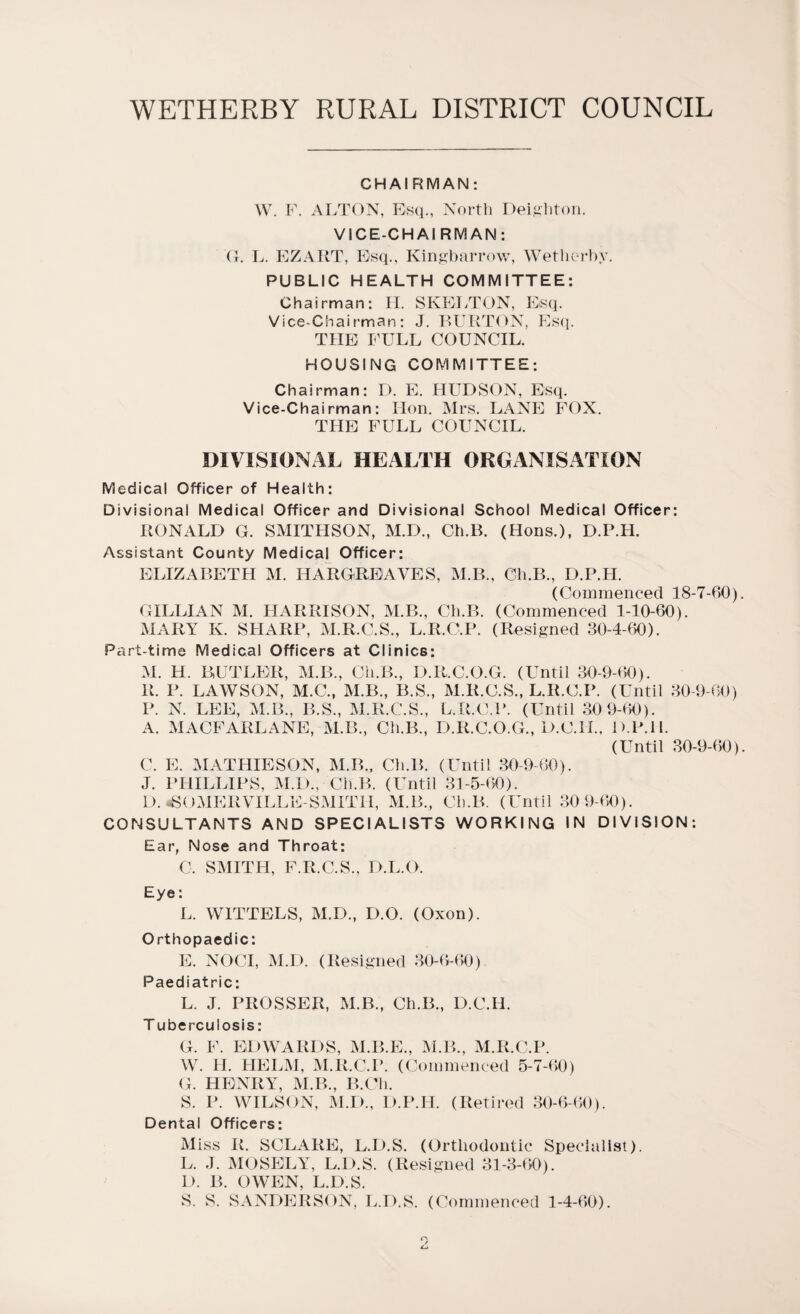 WETHERBY RURAL DISTRICT COUNCIL
CHAIRMAN:
W. F. ALTON, Esq., North Deighton.
VICE-CHAIRMAN:
G. L. EZART, Esq., Kingbarrow, Wetherby.
PUBLIC HEALTH COMMITTEE:
Chairman: H. SKELTON, Esq.
Vice-Chairman: J. BURTON, Esq.
THE FULL COUNCIL.
HOUSING COMMITTEE:
Chairman: D. E. HUDSON, Esq.
Vice-Chairman: Hon. Mrs. LANE FOX.
THE FULL COUNCIL.
DIVISIONAL HEALTH ORGANISATION
Medical Officer of Health:
Divisional Medical Officer and Divisional School Medical Officer:
RONALD G. SMITHSON, M.D., Ch.B. (Hons.), D.P.H.
Assistant County Medical Officer:
ELIZABETH M. HARGREAVES, M.B., Ch.B., D.P.H.
(Commenced 18-7-60).
GILLIAN M. HARRISON, M.B., Ch.B. (Commenced 1-10-60).
MARY K. SHARP, M.R.C.S., L.R.C.P. (Resigned 30-4-60).
Part-time Medical Officers at Clinics:
M. H. BUTLER, M.B., Ch.B., D.R.C.O.G. (Until 30-9-60).
R. P. LAWSON, M.C., M.B., B.S., M.R.C.S., L.R.C.P. (Until 30-9-60)
P. N. LEE, M.B., B.S., M.R.C.S., L.R.C.P. (Until 30 9-60).
A. MACFARLANE, M.B., Ch.B., D.R.C.O.G., D.C.H., D.P.H.
(Until 30-9-60).
C. E. MATHIESON, M.B., Ch.B. (Until 30-9-60).
J. PHILLIPS, M.D., Ch.B. (Until 31-5-60).
D. SOMERVILLE-SMITH, M.B., Ch.B. (Until 30 9-60).
CONSULTANTS AND SPECIALISTS WORKING IN DIVISION:
Ear, Nose and Throat:
C. SMITH, F.R.C.S., D.L.O.
Eye:
L. WITTELS, M.D., D.O. (Oxon).
Orthopaedic:
E. NOCI, M.D. (Resigned 30-6-60)
Paediatric:
L. J. PROSSER, M.B., Ch.B., D.C.H.
Tuberculosis:
G. F. EDWARDS, M.B.E., M.B., M.R.C.P.
W. H. HELM, M.R.C.P. (Commenced 5-7-60)
G. HENRY, M.B., B.Ch.
S. P. WILSON, M.D., D.P.H. (Retired 30-6-60).
Dental Officers:
Miss R. SCLARE, L.D.S. (Orthodontic Specialist).
L. J. MOSELY, L.D.S. (Resigned 31-3-60).
D. B. OWEN, L.D.S.
S. S. SANDERSON, L.D.S. (Commenced 1-4-60).
2